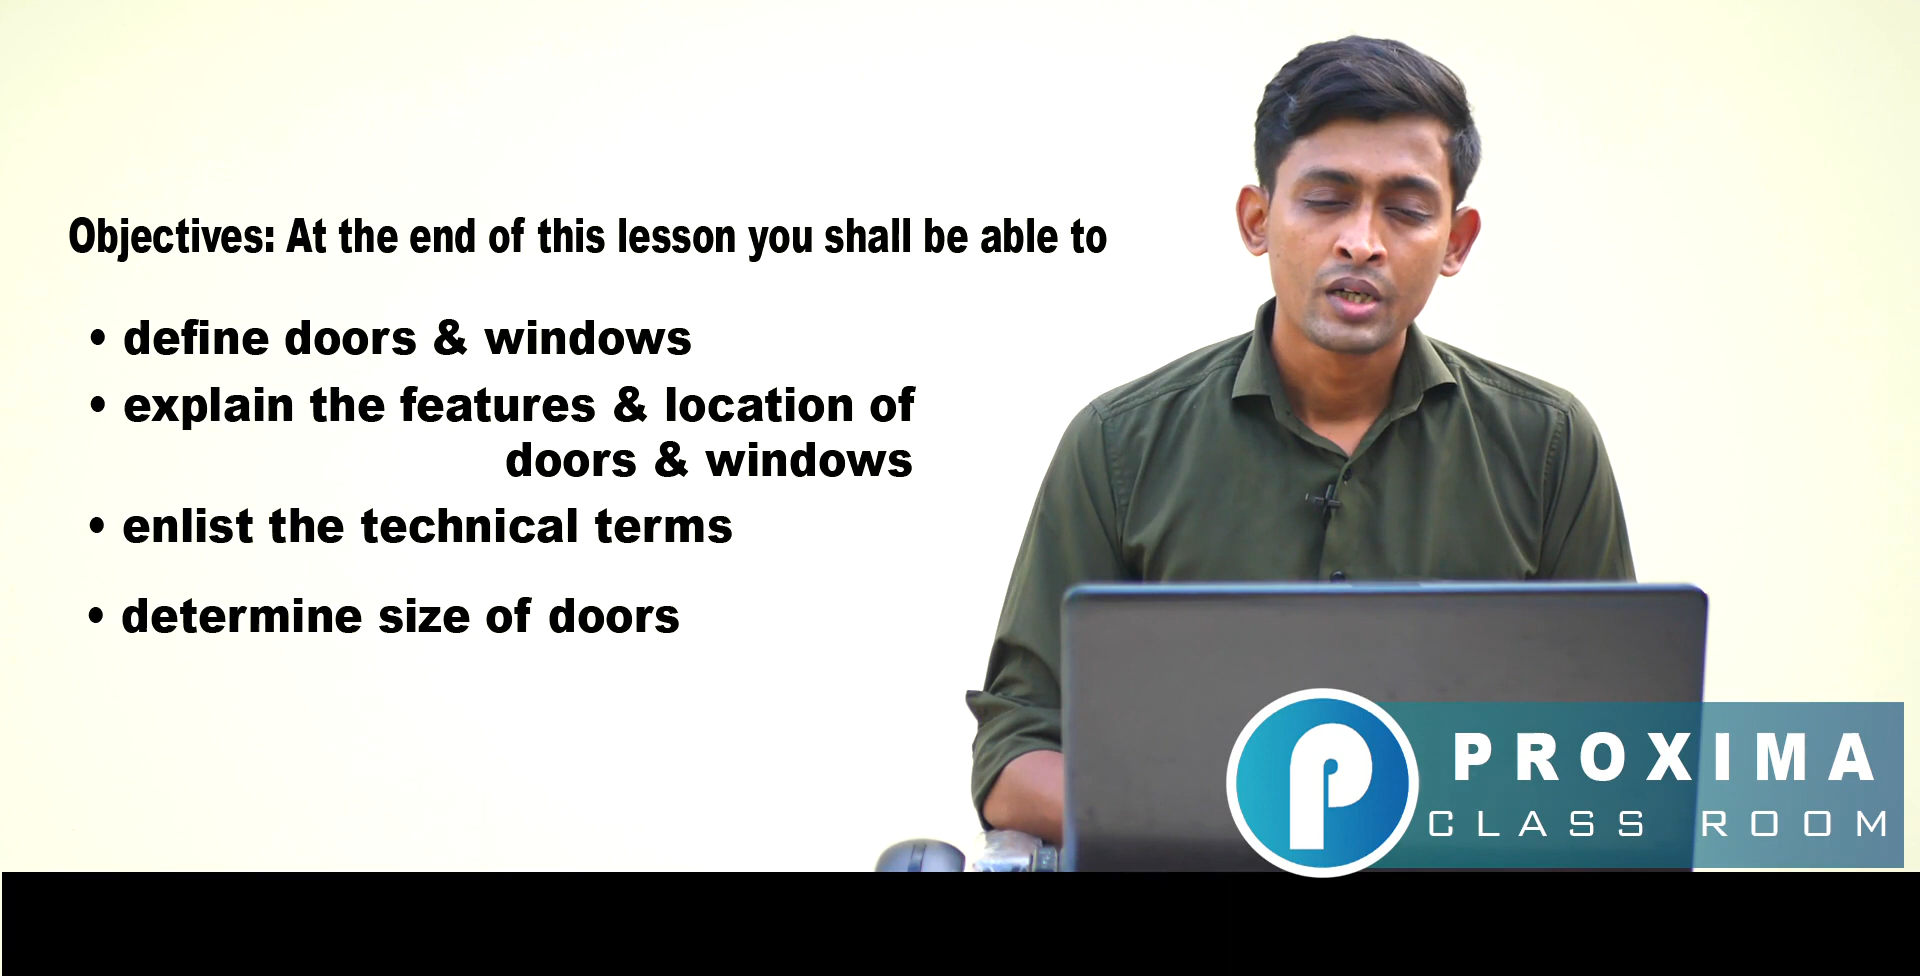 Objectives: At the end of this lesson you shall be able to
• define doors & windows
• explain the features & location of
doors & windows
• enlist the technical terms
• determine size of doors
PROXIMA
CLASS ROOM